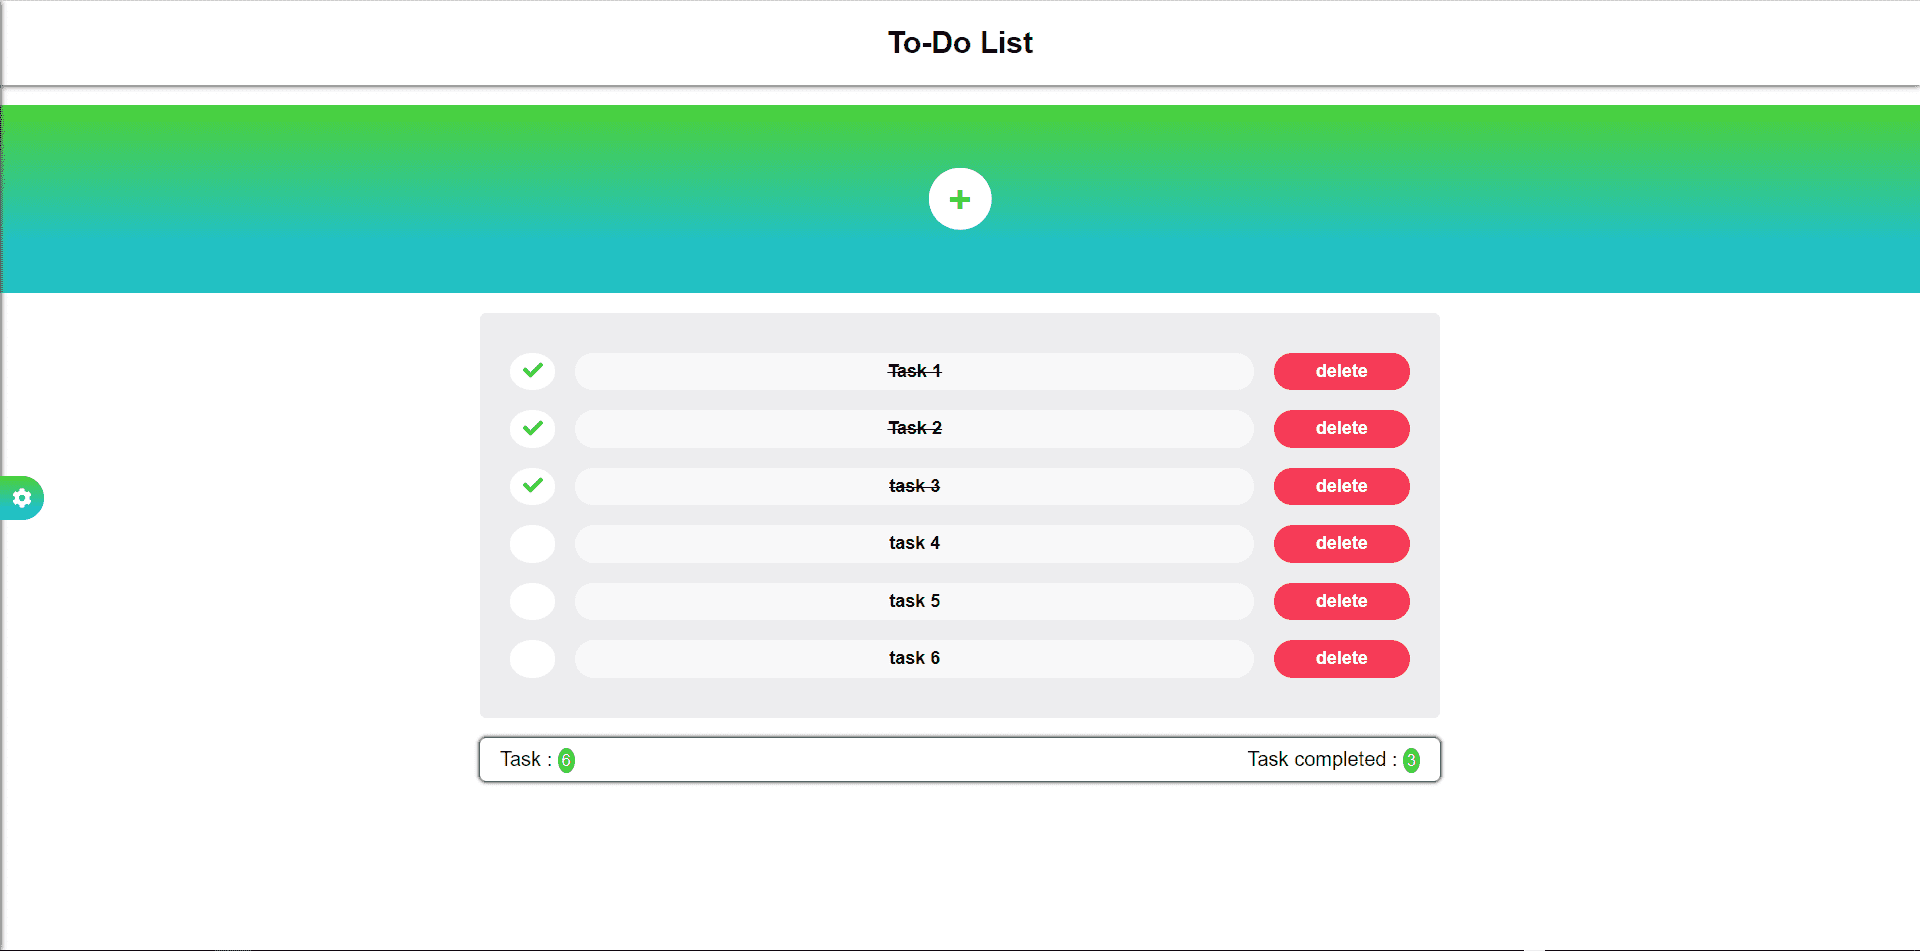 To-Do List
+
Task 1 delete
Task 2 delete
task 3 delete
task 4 delete
task 5 delete
task 6 delete
Task : 6 Task completed : 3